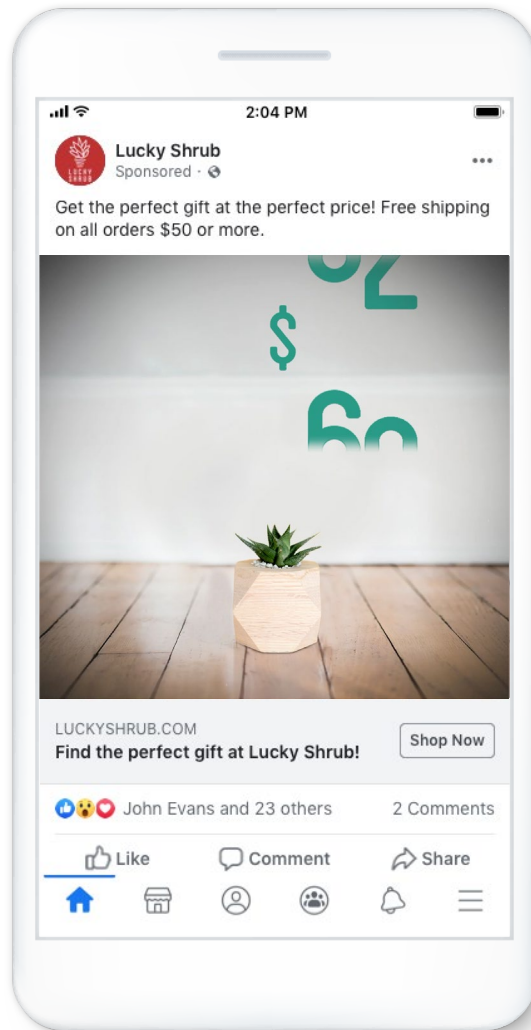 2:04 PM
LUCKY
SHRUB
Lucky Shrub
Sponsored ·
Get the perfect gift at the perfect price! Free shipping
on all orders $50 or more.
$
LUCKYSHRUB.COM
Find the perfect gift at Lucky Shrub!
Shop Now
John Evans and 23 others
2 Comments
Like
Comment
Share